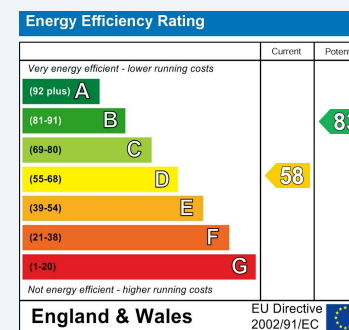 Energy Efficiency Rating
Current
Very energy efficient - lower running costs
(92 plus) A
(81-91) B
(69-80) C
(55-68) D
58
(39-54) E
(21-38) F
(1-20) G
Not energy efficient - higher running costs
England & Wales
EU Directive
2002/91/EC